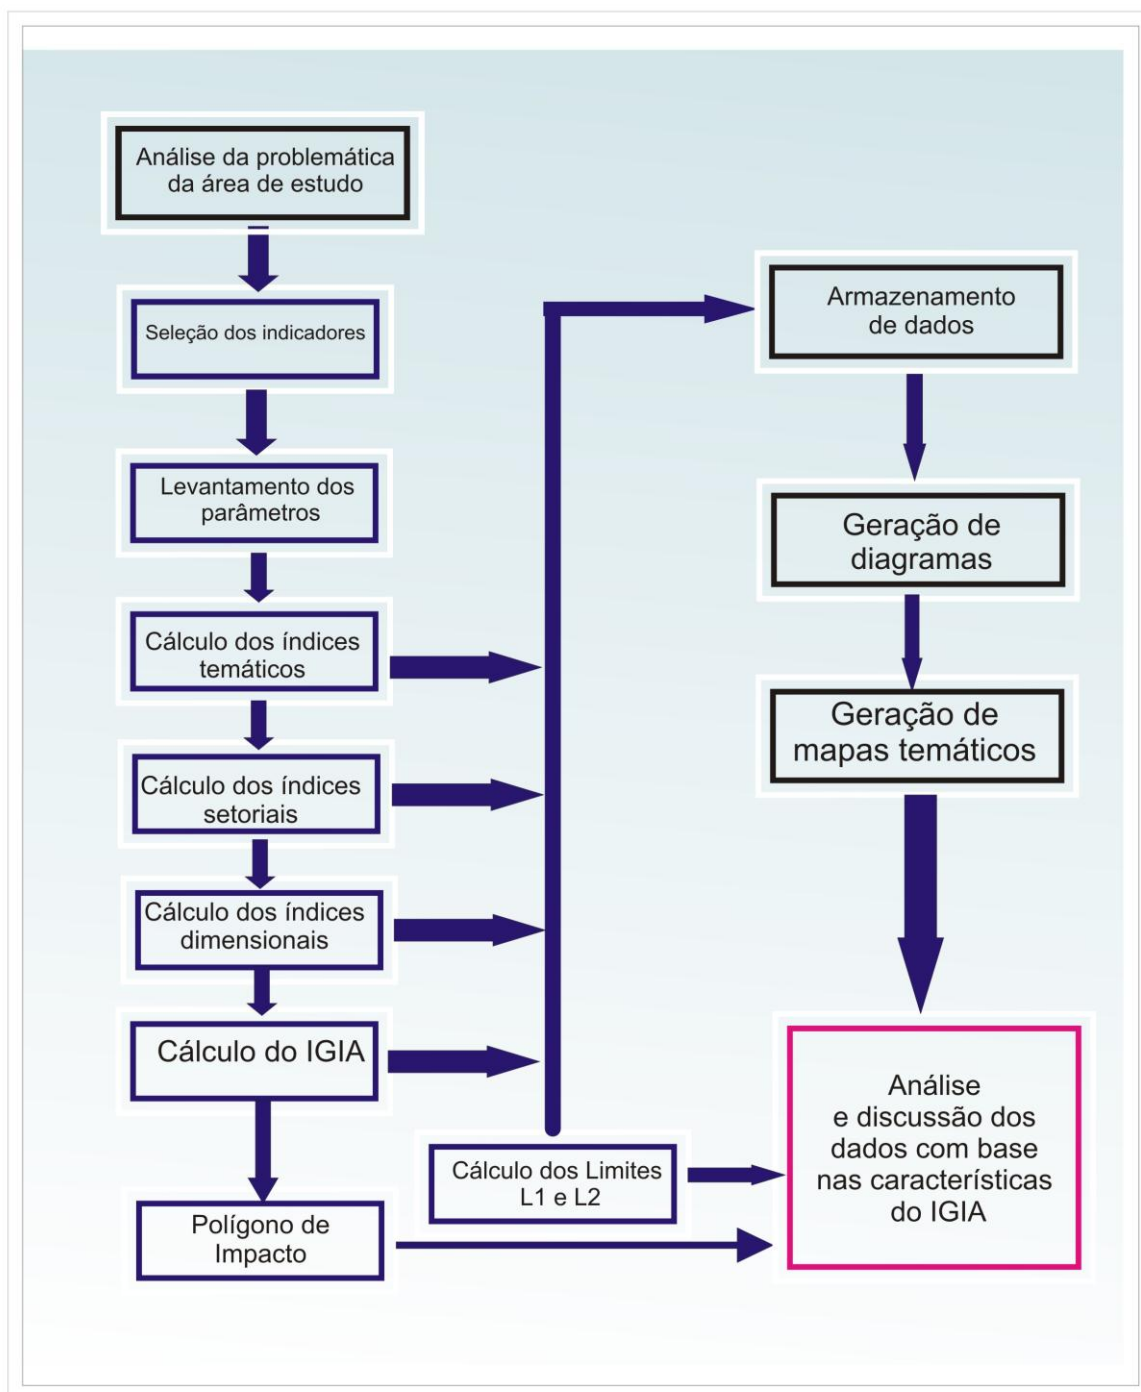 Análise da problemática
da área de estudo
Seleção dos indicadores
Levantamento dos
parâmetros
Cálculo dos índices
temáticos
Cálculo dos índices
setoriais
Cálculo dos índices
dimensionais
Cálculo do IGIA
Polígono de
Impacto
Cálculo dos Limites
L1 e L2
Armazenamento
de dados
Geração de
diagramas
Geração de
mapas temáticos
Análise
e discussão dos
dados com base
nas características
do IGIA